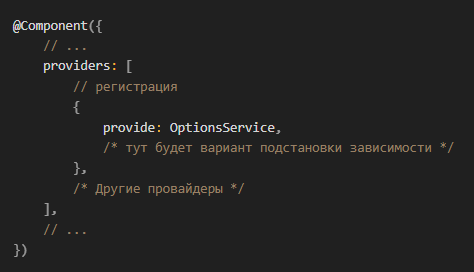 @Component({
    // ...
    providers: [
        // регистрация
        {
            provide: OptionsService,
            /* тут будет вариант подстановки зависимости */
        },
        /* Другие провайдеры */
    ],
    // ...
})